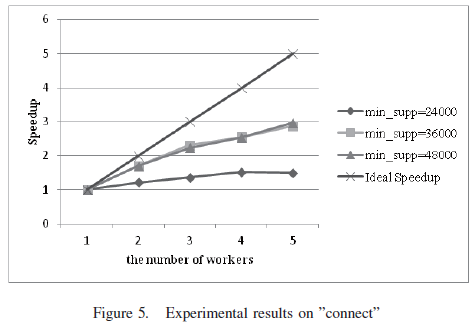 6
5
4
3
2
1
0
Speedup
1 2 3 4 5
the number of workers
min_supp=24000
min_supp=36000
min_supp=48000
Ideal Speedup
Figure 5. Experimental results on ”connect”